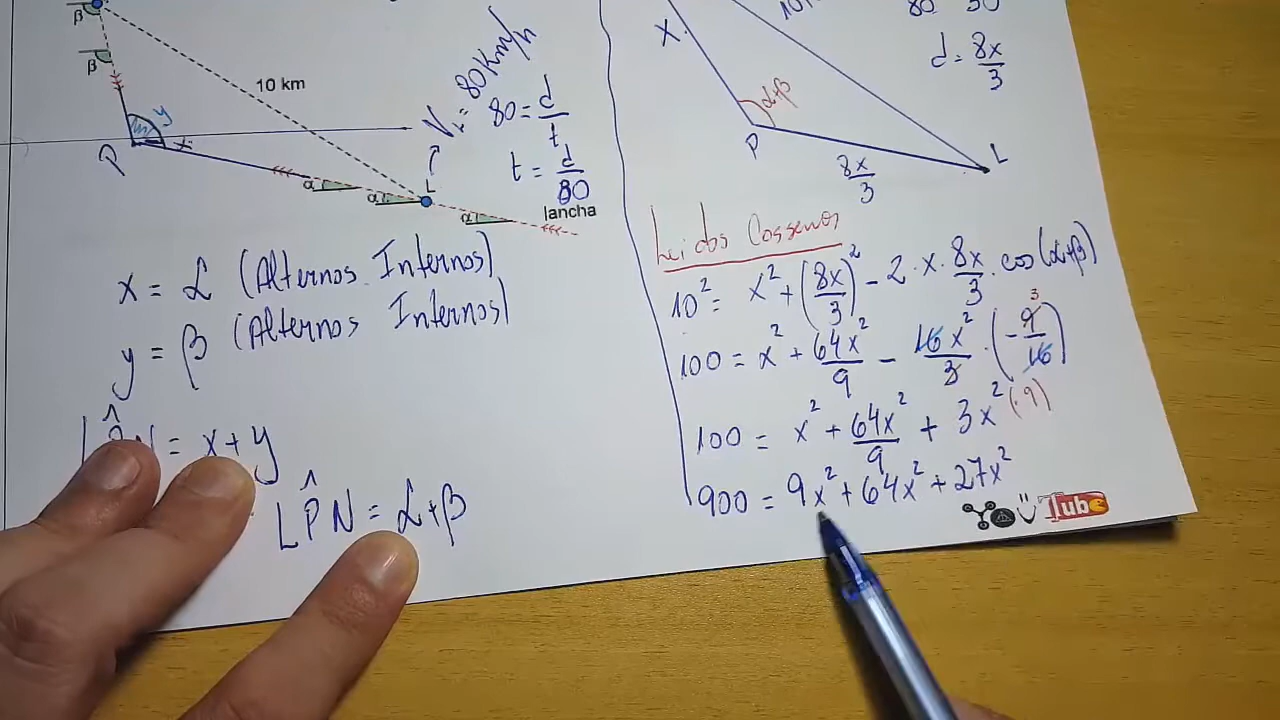 β
β
10 km
y
x
P
α
α
L
α
lancha
V_L = 80 Km/h
80 = d/t
t = d/80
x = α (Alternos Internos)
y = β (Alternos Internos)
= x + y
LP̂N = α + β
x
α+β
P
8x/3
L
d = 8x/3
Lei dos Cossenos
10² = x² + (8x/3)² - 2 · x · 8x/3 · cos(α+β)
100 = x² + 64x²/9 - 16x²/3 · (-9/16) 3
100 = x² + 64x²/9 + 3x² (·9)
900 = 9x² + 64x² + 27x²
Tube